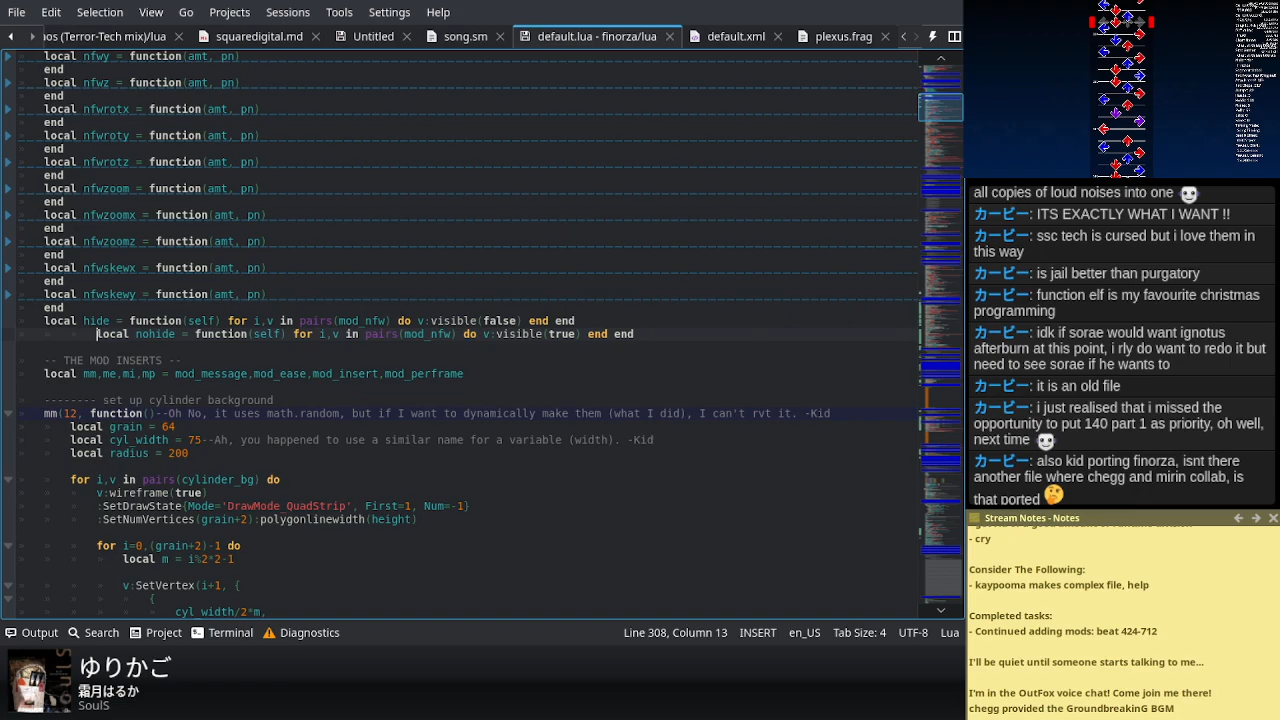 File Edit Selection View Go Projects Sessions Tools Settings Help
aos (Terror-Tech mix)/lua squaredigital.md Untitled song.sm default.lua - finorza/lua default.xml plexus.frag
local nfwy = function(amt, pn)
end
local nfwz = function(amt, pn)
end
local nfwrotx = function(amt, pn)
end
local nfwroty = function(amt, pn)
end
local nfwrotz = function(amt, pn)
end
local nfwzoom = function(amt, pn)
end
local nfwzoomx = function(amt, pn)
end
local nfwzoomz = function(amt, pn)
end
local nfwskewx = function(amt, pn)
end
local nfwskewy = function(amt, pn)
end
local hide = function(self) for i,v in pairs(mod_nfw) do v:visible(false) end end
local nohide = function(self) for i,v in pairs(mod_nfw) do v:visible(true) end end
-- THE MOD INSERTS --
local mm,me,mi,mp = mod_message,mod_ease,mod_insert,mod_perframe
-------- set up cylinder background
mm(12, function()--Oh No, it uses math.random, but if I want to dynamically make them (what I did), I can't rvt it. -Kid
local grain = 64
local cyl_width = 75--Ah, you happened to use a similar name for a variable (width). -Kid
local radius = 200
for i,v in pairs(cylinder_bg) do
v:wireframe(true)
:SetDrawState{Mode='DrawMode_QuadStrip', First=1, Num=-1}
:SetNumVertices(grain+2):polygonlinewidth(height)
for i=0,(grain+2)-1 do
local m = i%2*2-1
v:SetVertex(i+1, {
{
cyl_width/2*m,
Output Search Project Terminal Diagnostics Line 308, Column 13 INSERT en_US Tab Size: 4 UTF-8 Lua
ゆりかご
霜月はるか
SoulS
all copies of loud noises into one
カービー: ITS EXACTLY WHAT I WANT !!
カービー: ssc tech is cursed but i love them in
this way
カービー: is jail better than purgatory
カービー: function elf is my favourite christmas
programming
カービー: idk if sorae would want ignotus
afterburn at this point, i rly do want to redo it but
need to see sorae if he wants to
カービー: it is an old file
カービー: i just realised that i missed the
opportunity to put 140 part 1 as priority, oh well,
next time
カービー: also kid porting finorza, isnt there
another file where chegg and mirin collab, is
that ported
Stream Notes - Notes
- cry
Consider The Following:
- kaypooma makes complex file, help
Completed tasks:
- Continued adding mods: beat 424-712
I'll be quiet until someone starts talking to me...
I'm in the OutFox voice chat! Come join me there!
chegg provided the GroundbreakinG BGM